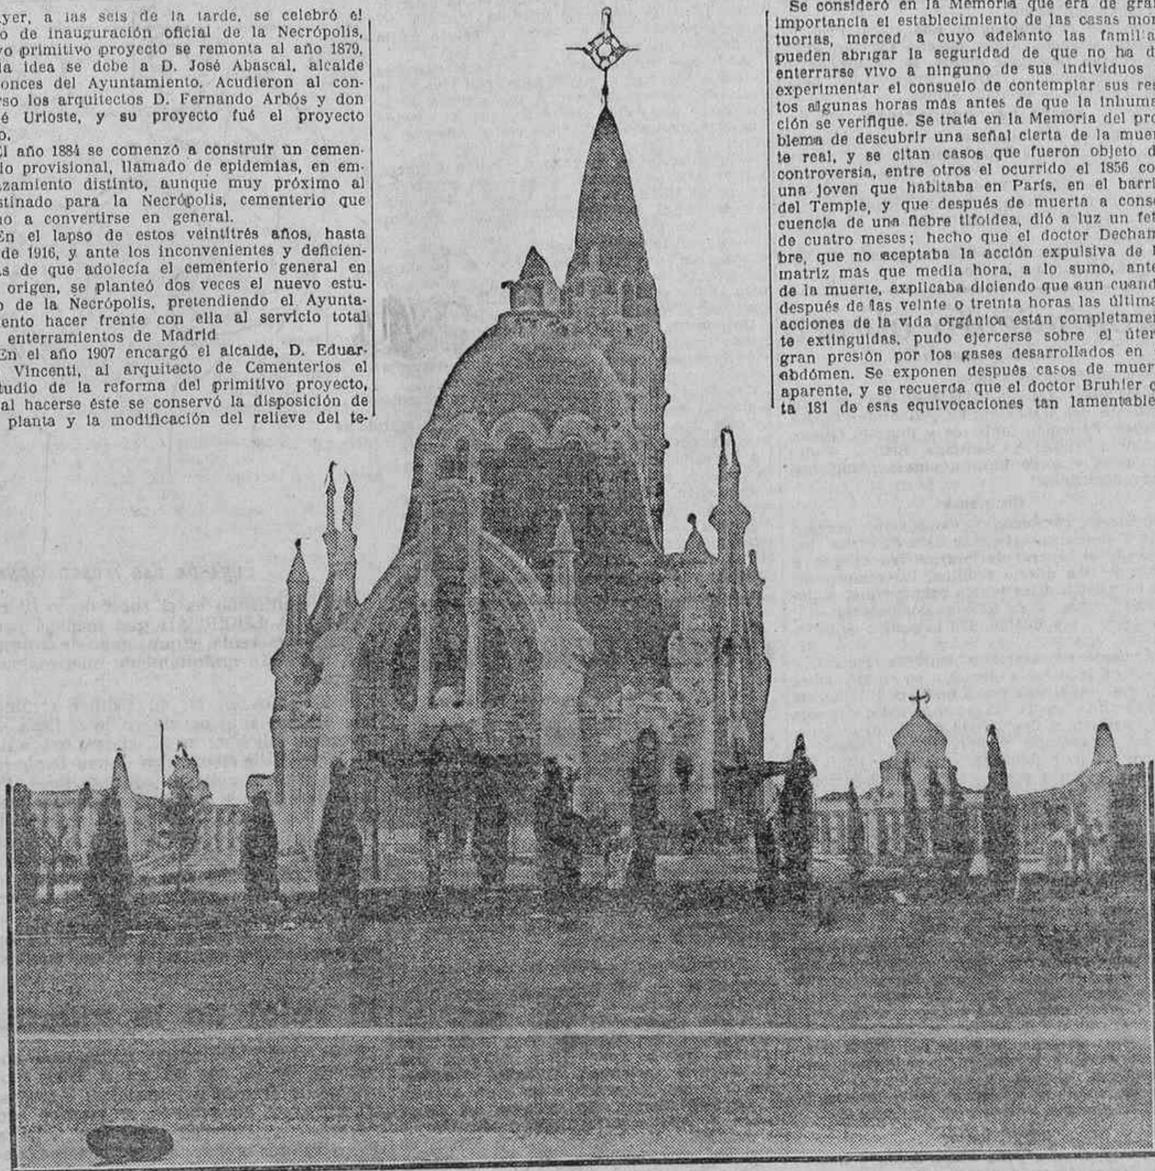 ayer, a las seis de la tarde, se celebró el
o de inauguración oficial de la Necrópolis,
yo primitivo proyecto se remonta al año 1879,
la idea se debe a D. José Abascal, alcalde
onces del Ayuntamiento. Acudieron al con-
rso los arquitectos D. Fernando Arbós y don
é Urioste, y su proyecto fué el proyecto
o.
El año 1884 se comenzó a construir un cemen-
io provisional, llamado de epidemias, en em-
azamiento distinto, aunque muy próximo al
stinado para la Necrópolis, cementerio que
no a convertirse en general.
En el lapso de estos veintitrés años, hasta
de 1916, y ante los inconvenientes y deficien-
as de que adolecía el cementerio general en
origen, se planteó dos veces el nuevo estu-
o de la Necrópolis, pretendiendo el Ayunta-
ento hacer frente con ella al servicio total
enterramientos de Madrid
En el año 1907 encargó el alcalde, D. Eduar-
Vincenti, al arquitecto de Cementerios el
tudio de la reforma del primitivo proyecto,
al hacerse éste se conservó la disposición de
planta y la modificación del relieve del te-
Se consideró en la Memoria que era de gran
importancia el establecimiento de las casas mor
tuorias, merced a cuyo adelanto las familia
pueden abrigar la seguridad de que no ha d
enterrarse vivo a ninguno de sus individuos
experimentar el consuelo de contemplar sus res
tos algunas horas más antes de que la inhuma
ción se verifique. Se trata en la Memoria del pro
blema de descubrir una señal cierta de la muer
te real, y se citan casos que fueron objeto d
controversia, entre otros el ocurrido el 1856 co
una joven que habitaba en París, en el barri
del Temple, y que después de muerta a conse
cuencia de una fiebre tifoidea, dió a luz un fet
de cuatro meses; hecho que el doctor Decham
bre, que no aceptaba la acción expulsiva de l
matriz más que media hora, a lo sumo, ante
de la muerte, explicaba diciendo que aun cuand
después de las veinte o treinta horas las última
acciones de la vida orgánica están completamen
te extinguidas, pudo ejercerse sobre el úter
gran presión por los gases desarrollados en
abdómen. Se exponen después casos de muert
aparente, y se recuerda que el doctor Bruhier c
ta 181 de esas equivocaciones tan lamentable